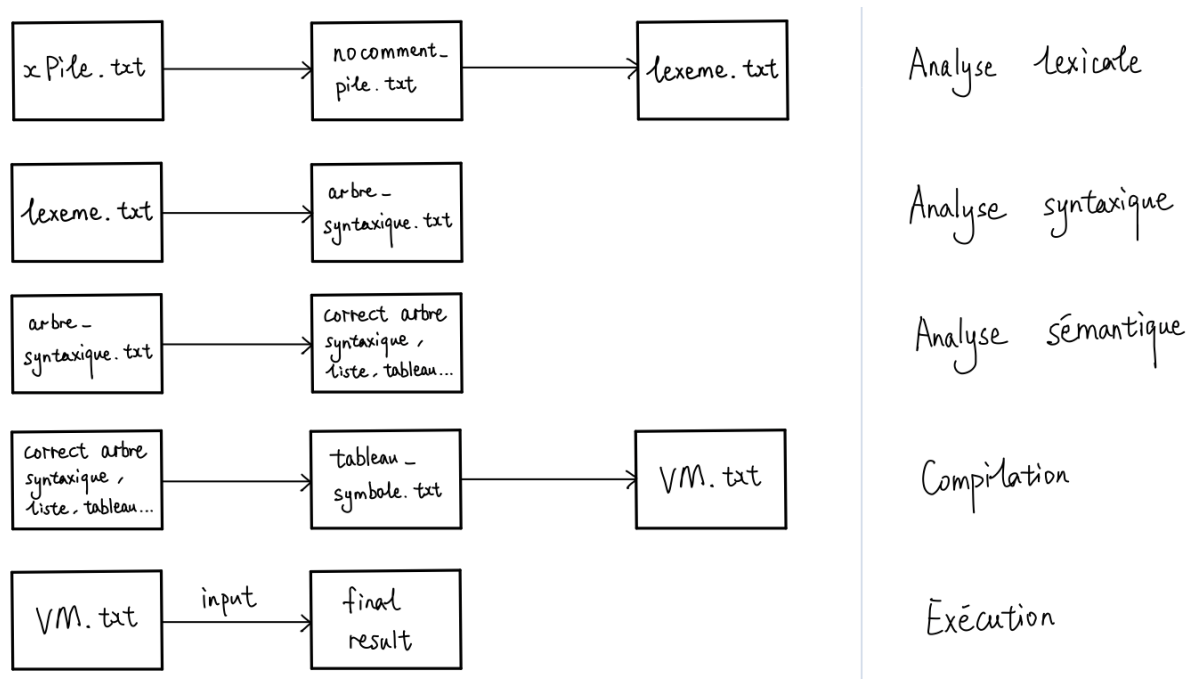 xPile.txt
nocomment_
pile.txt
lexeme.txt
Analyse lexicale
lexeme.txt
arbre_
syntaxique.txt
Analyse syntaxique
arbre_
syntaxique.txt
correct arbre
syntaxique,
liste, tableau...
Analyse sémantique
correct arbre
syntaxique,
liste, tableau...
tableau_
symbole.txt
VM.txt
Compilation
VM.txt
input
final
result
Exécution